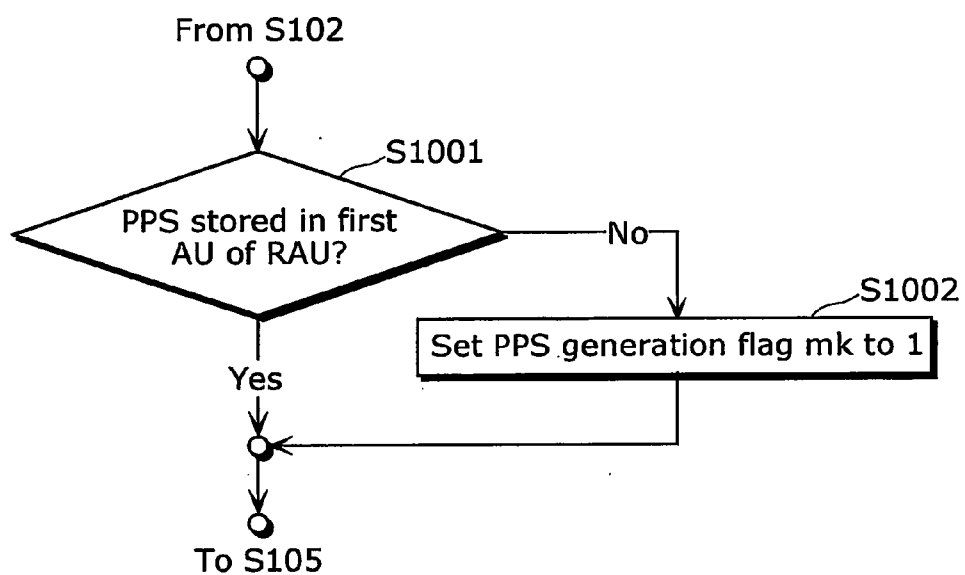 From S102
S1001
PPS stored in first
AU of RAU?
No
S1002
Set PPS generation flag mk to 1
Yes
To S105